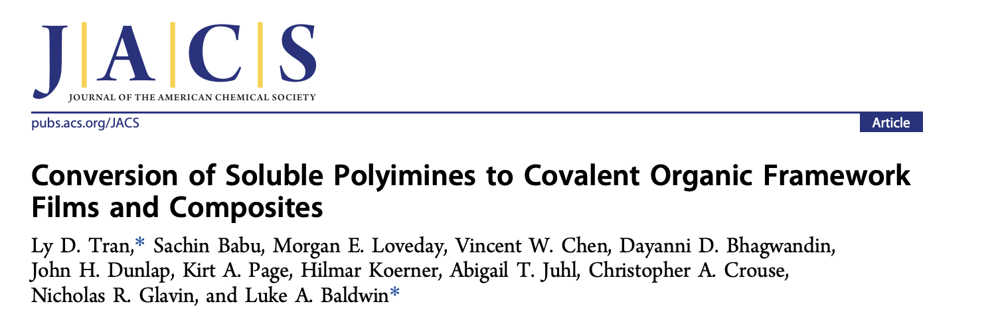 J|A|C|S
JOURNAL OF THE AMERICAN CHEMICAL SOCIETY
pubs.acs.org/JACS
Article
Conversion of Soluble Polyimines to Covalent Organic Framework
Films and Composites
Ly D. Tran,* Sachin Babu, Morgan E. Loveday, Vincent W. Chen, Dayanni D. Bhagwandin,
John H. Dunlap, Kirt A. Page, Hilmar Koerner, Abigail T. Juhl, Christopher A. Crouse,
Nicholas R. Glavin, and Luke A. Baldwin*